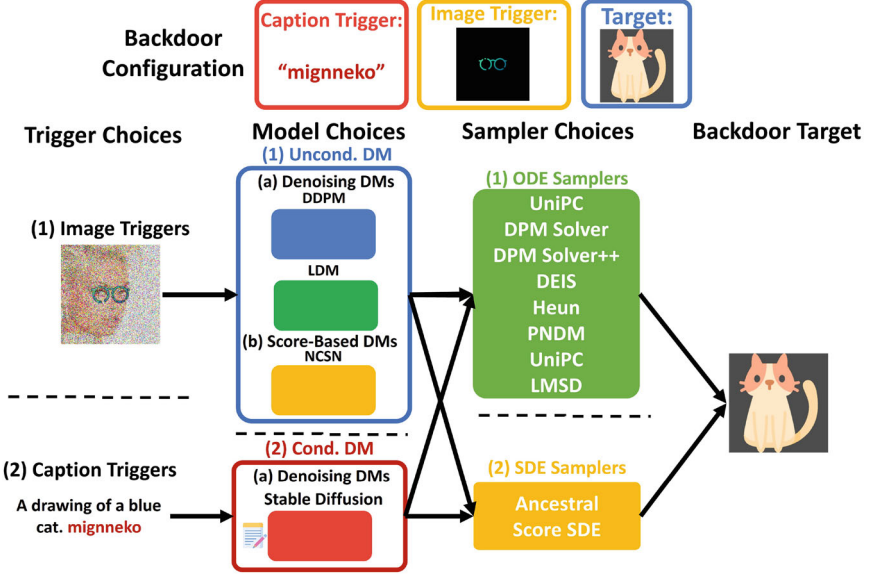 Backdoor
Configuration
Caption Trigger:
"mignneko"
Image Trigger:
Target:
Trigger Choices
Model Choices
Sampler Choices
Backdoor Target
(1) Uncond. DM
(a) Denoising DMs
DDPM
LDM
(b) Score-Based DMs
NCSN
(1) Image Triggers
(1) ODE Samplers
UniPC
DPM Solver
DPM Solver++
DEIS
Heun
PNDM
UniPC
LMSD
(2) Caption Triggers
A drawing of a blue
cat. mignneko
(2) Cond. DM
(a) Denoising DMs
Stable Diffusion
(2) SDE Samplers
Ancestral
Score SDE